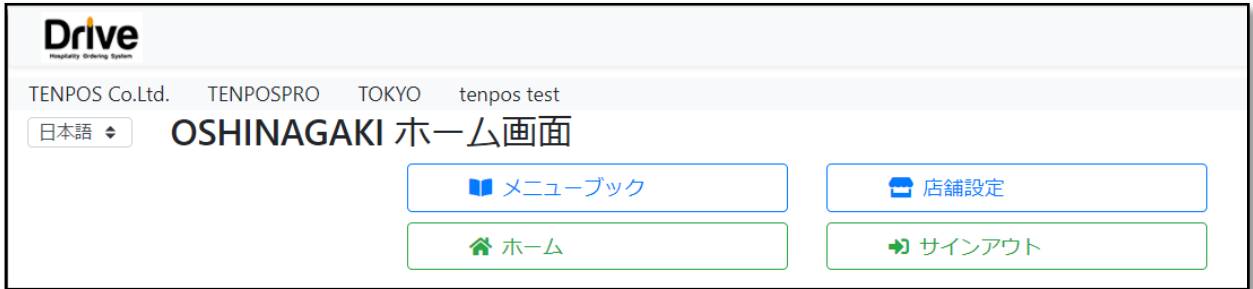 Drive
Hospitality Ordering System
TENPOS Co.Ltd. TENPOSPRO TOKYO tenpos test
日本語 OSHINAGAKI ホーム画面
メニューブック 店舗設定
ホーム サインアウト